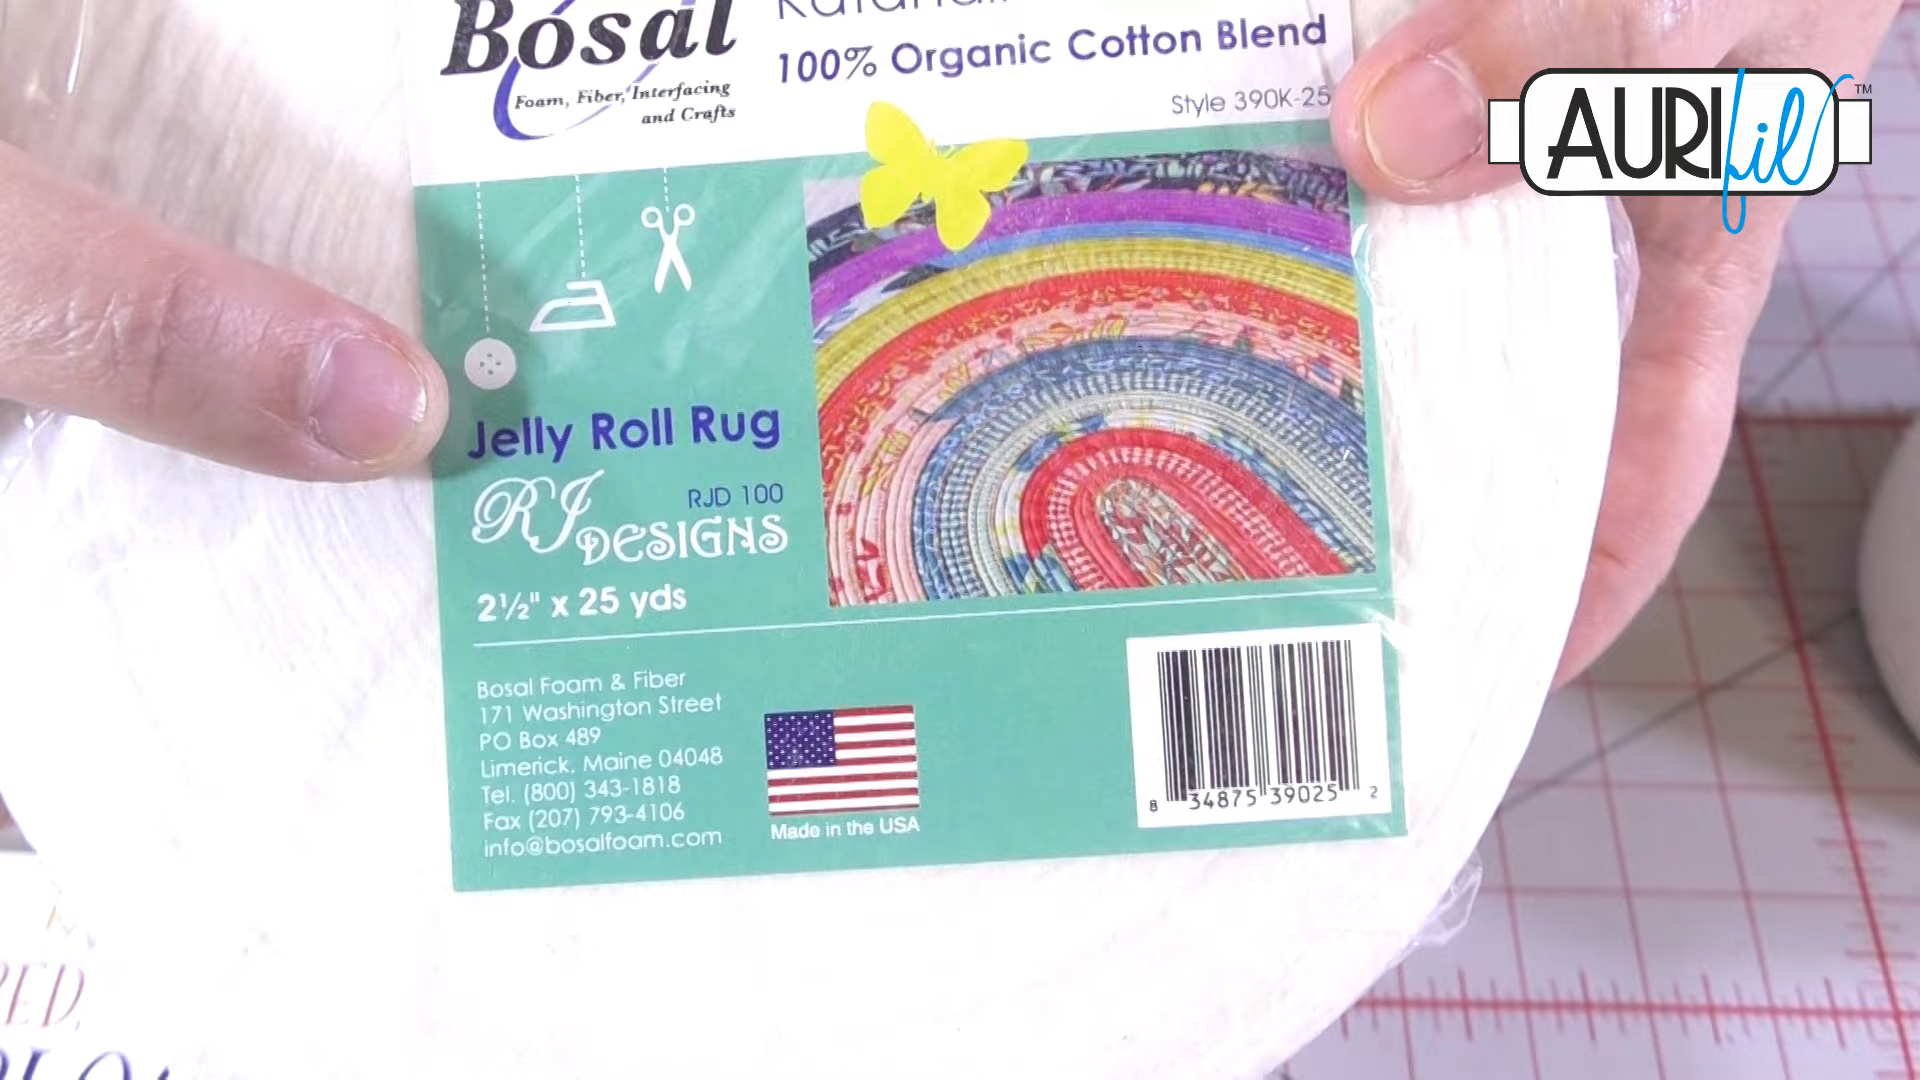 Bosal
Foam, Fiber, Interfacing
and Crafts
100% Organic Cotton Blend
Style 390K-25
AURIfil
TM
Jelly Roll Rug
RJD 100
RJ DESIGNS
2½" x 25 yds
Bosal Foam & Fiber
171 Washington Street
PO Box 489
Limerick, Maine 04048
Tel. (800) 343-1818
Fax (207) 793-4106
info@bosalfoam.com
Made in the USA
8 34875 39025 2